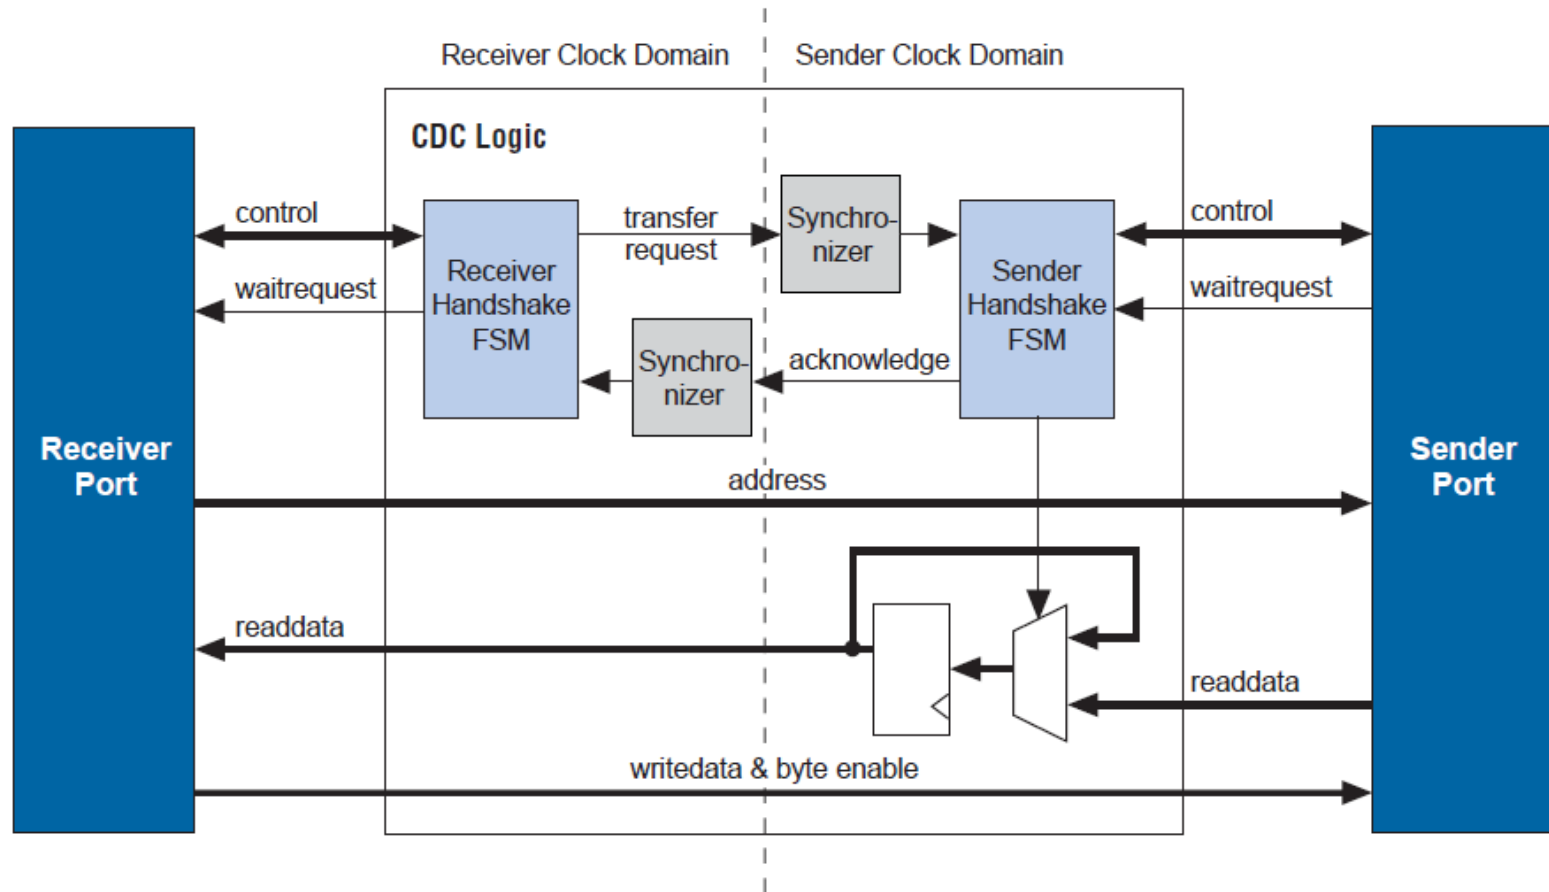 Receiver Clock Domain
Sender Clock Domain
CDC Logic
control
transfer
request
Synchro-
nizer
control
Receiver
Handshake
FSM
Sender
Handshake
FSM
waitrequest
waitrequest
Synchro-
nizer
acknowledge
Receiver
Port
Sender
Port
address
readdata
readdata
writedata & byte enable